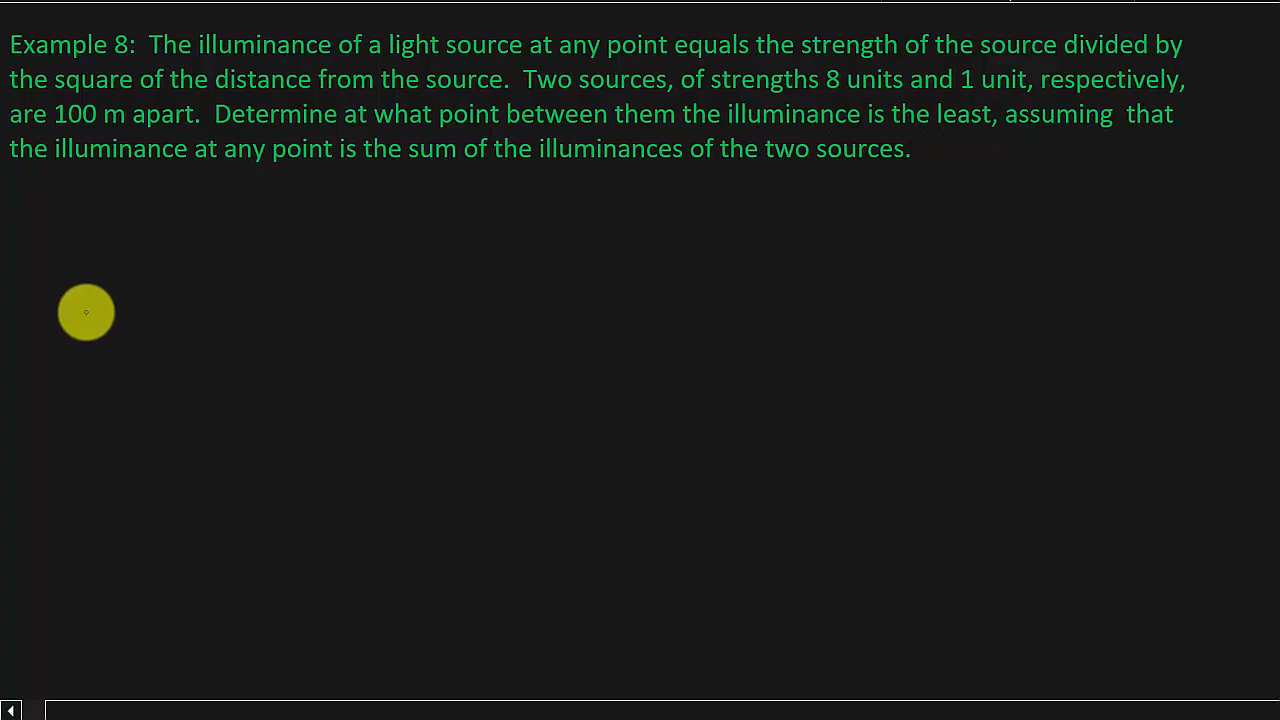 Example 8:  The illuminance of a light source at any point equals the strength of the source divided by
the square of the distance from the source.  Two sources, of strengths 8 units and 1 unit, respectively,
are 100 m apart.  Determine at what point between them the illuminance is the least, assuming  that
the illuminance at any point is the sum of the illuminances of the two sources.